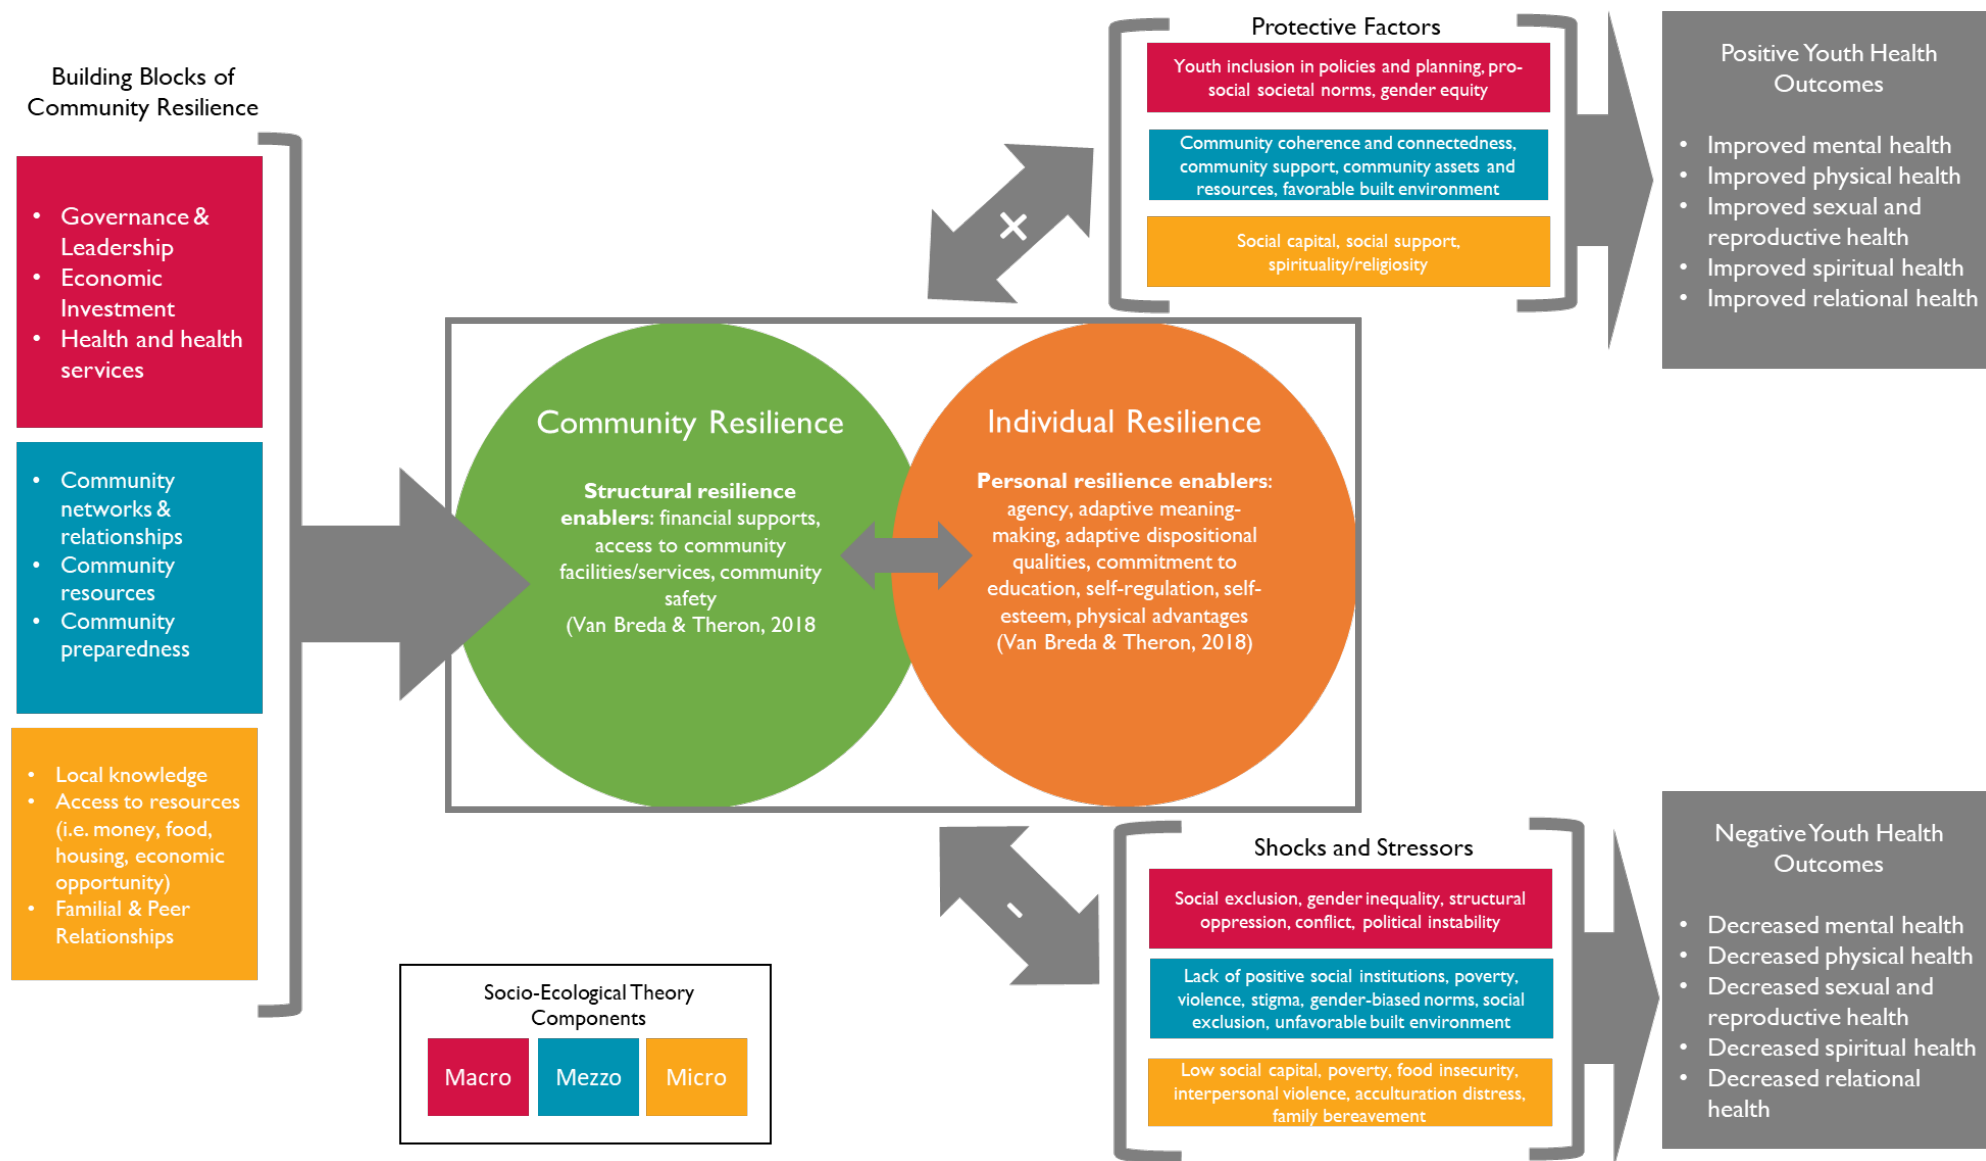 Building Blocks of
Community Resilience
• Governance &
Leadership
• Economic
Investment
• Health and health
services
• Community
networks &
relationships
• Community
resources
• Community
preparedness
• Local knowledge
• Access to resources
(i.e. money, food,
housing, economic
opportunity)
• Familial & Peer
Relationships
Community Resilience
Structural resilience
enablers: financial supports,
access to community
facilities/services, community
safety
(Van Breda & Theron, 2018
Individual Resilience
Personal resilience enablers:
agency, adaptive meaning-
making, adaptive dispositional
qualities, commitment to
education, self-regulation, self-
esteem, physical advantages
(Van Breda & Theron, 2018)
+
Protective Factors
Youth inclusion in policies and planning, pro-
social societal norms, gender equity
Community coherence and connectedness,
community support, community assets and
resources, favorable built environment
Social capital, social support,
spirituality/religiosity
Positive Youth Health
Outcomes
• Improved mental health
• Improved physical health
• Improved sexual and
reproductive health
• Improved spiritual health
• Improved relational health
-
Shocks and Stressors
Social exclusion, gender inequality, structural
oppression, conflict, political instability
Lack of positive social institutions, poverty,
violence, stigma, gender-biased norms, social
exclusion, unfavorable built environment
Low social capital, poverty, food insecurity,
interpersonal violence, acculturation distress,
family bereavement
Negative Youth Health
Outcomes
• Decreased mental health
• Decreased physical health
• Decreased sexual and
reproductive health
• Decreased spiritual health
• Decreased relational
health
Socio-Ecological Theory
Components
Macro
Mezzo
Micro